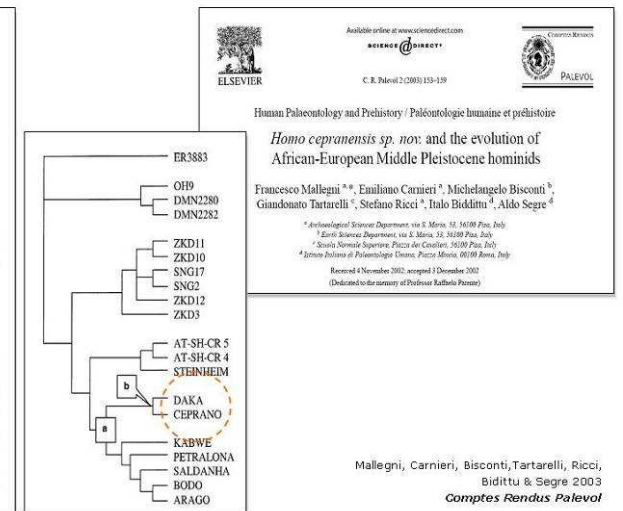 Available online at www.sciencedirect.com
SCIENCE DIRECT®
ELSEVIER
C. R. Palevol 2 (2003) 153–159
COMPTES RENDUS
PALEVOL
Human Palaeontology and Prehistory / Paléontologie humaine et préhistoire
Homo cepranensis sp. nov. and the evolution of
African-European Middle Pleistocene hominids
Francesco Mallegni a,*, Emiliano Carnieri a, Michelangelo Bisconti b,
Giandonato Tartarelli c, Stefano Ricci a, Italo Biddittu d, Aldo Segre d
a Archaeological Sciences Department, via S. Maria, 53, 56100 Pisa, Italy
b Earth Sciences Department, via S. Maria, 53, 56100 Pisa, Italy
c Scuola Normale Superiore, Piazza dei Cavalieri, 56100 Pisa, Italy
d Istituto Italiano di Paleontologia Umana, Piazza Mincio, 00100 Roma, Italy
Received 4 November 2002; accepted 3 December 2002
(Dedicated to the memory of Professor Raffaello Parenti)
ER3883
OH9
DMN2280
DMN2282
ZKD11
ZKD10
SNG17
SNG2
ZKD12
ZKD3
AT-SH-CR 5
AT-SH-CR 4
STEINHEIM
b
DAKA
CEPRANO
a
KABWE
PETRALONA
SALDANHA
BODO
ARAGO
Mallegni, Carnieri, Bisconti,Tartarelli, Ricci,
Bidittu & Segre 2003
Comptes Rendus Palevol